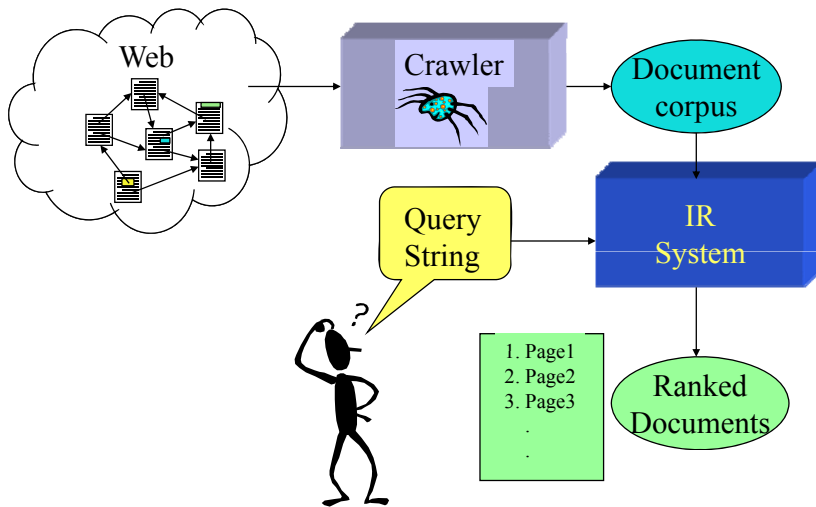 Web
Crawler
Document
corpus
Query
String
?
IR
System
1. Page1
2. Page2
3. Page3
.
.
Ranked
Documents